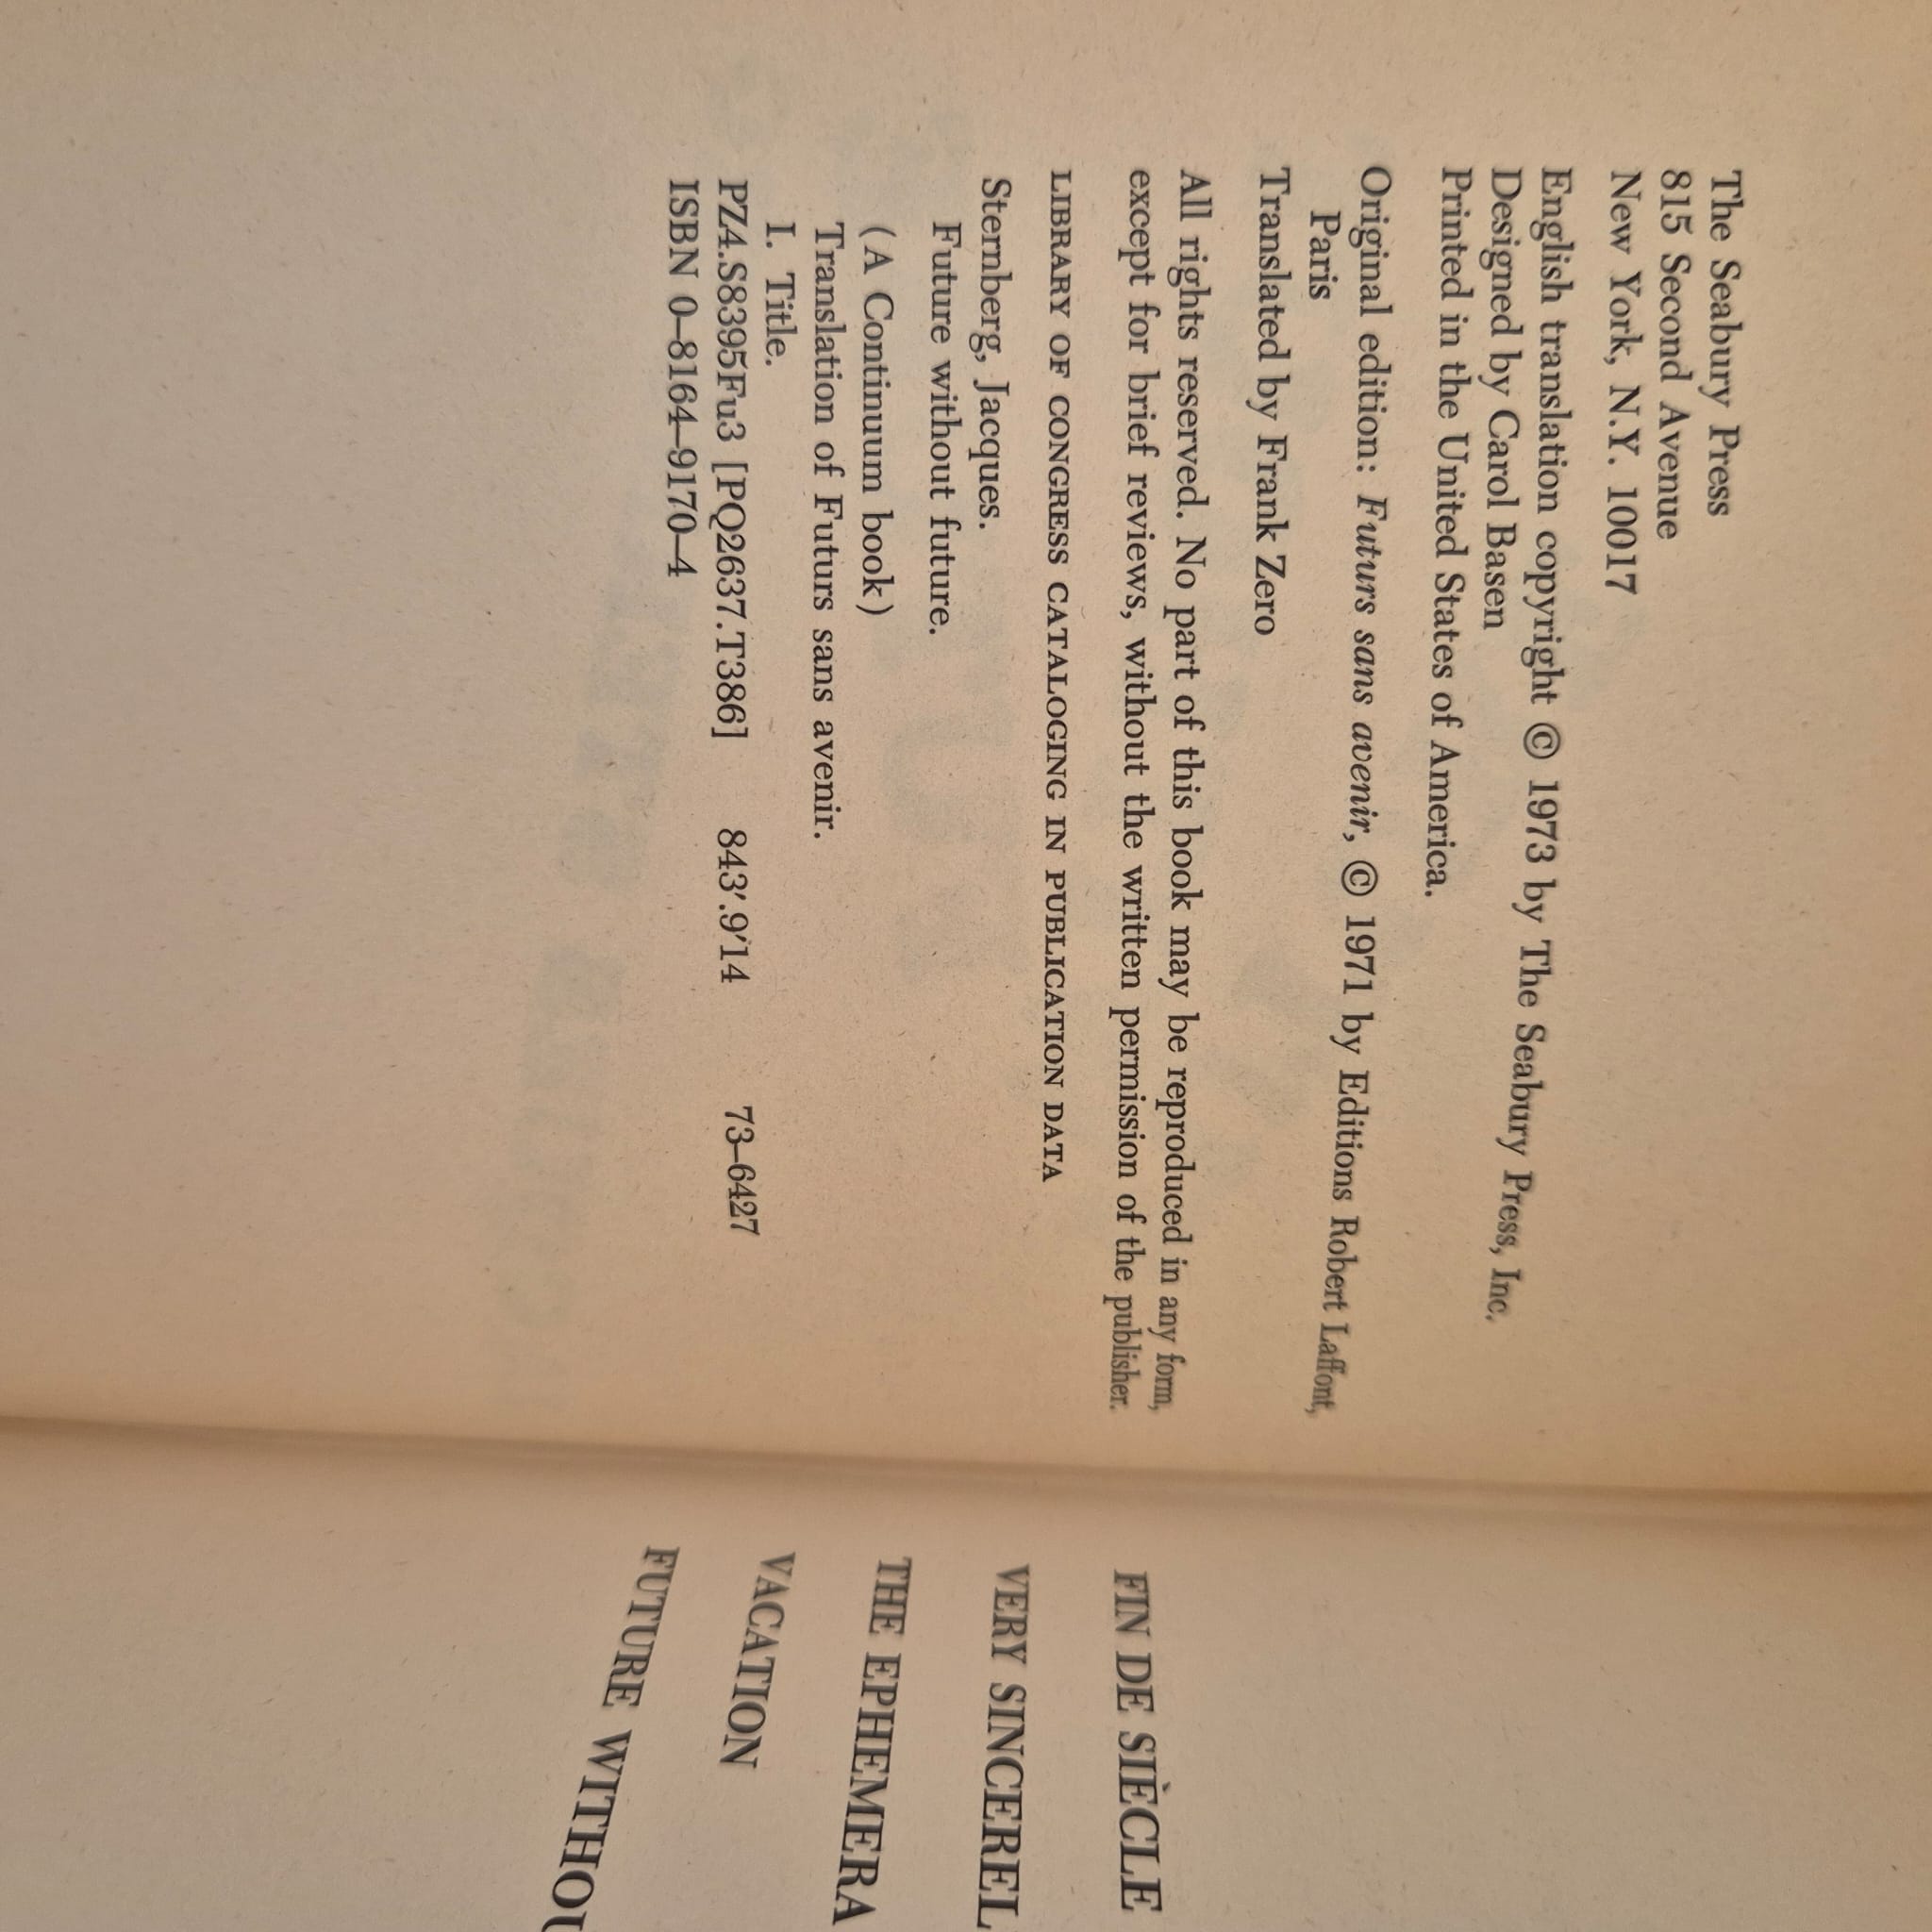 The Seabury Press
815 Second Avenue
New York, N.Y. 10017
English translation copyright © 1973 by The Seabury Press, Inc.
Designed by Carol Basen
Printed in the United States of America.
Original edition: Futurs sans avenir, © 1971 by Editions Robert Laffont,
Paris
Translated by Frank Zero
All rights reserved. No part of this book may be reproduced in any form,
except for brief reviews, without the written permission of the publisher.
LIBRARY OF CONGRESS CATALOGING IN PUBLICATION DATA
Sternberg, Jacques.
Future without future.
(A Continuum book)
Translation of Futurs sans avenir.
I. Title.
PZ4.S8395Fu3 [PQ2637.T386] 843'.9'14 73–6427
ISBN 0–8164–9170–4
FIN DE SIÈCLE
VERY SINCEREL
THE EPHEMERA
VACATION
FUTURE WITHOU